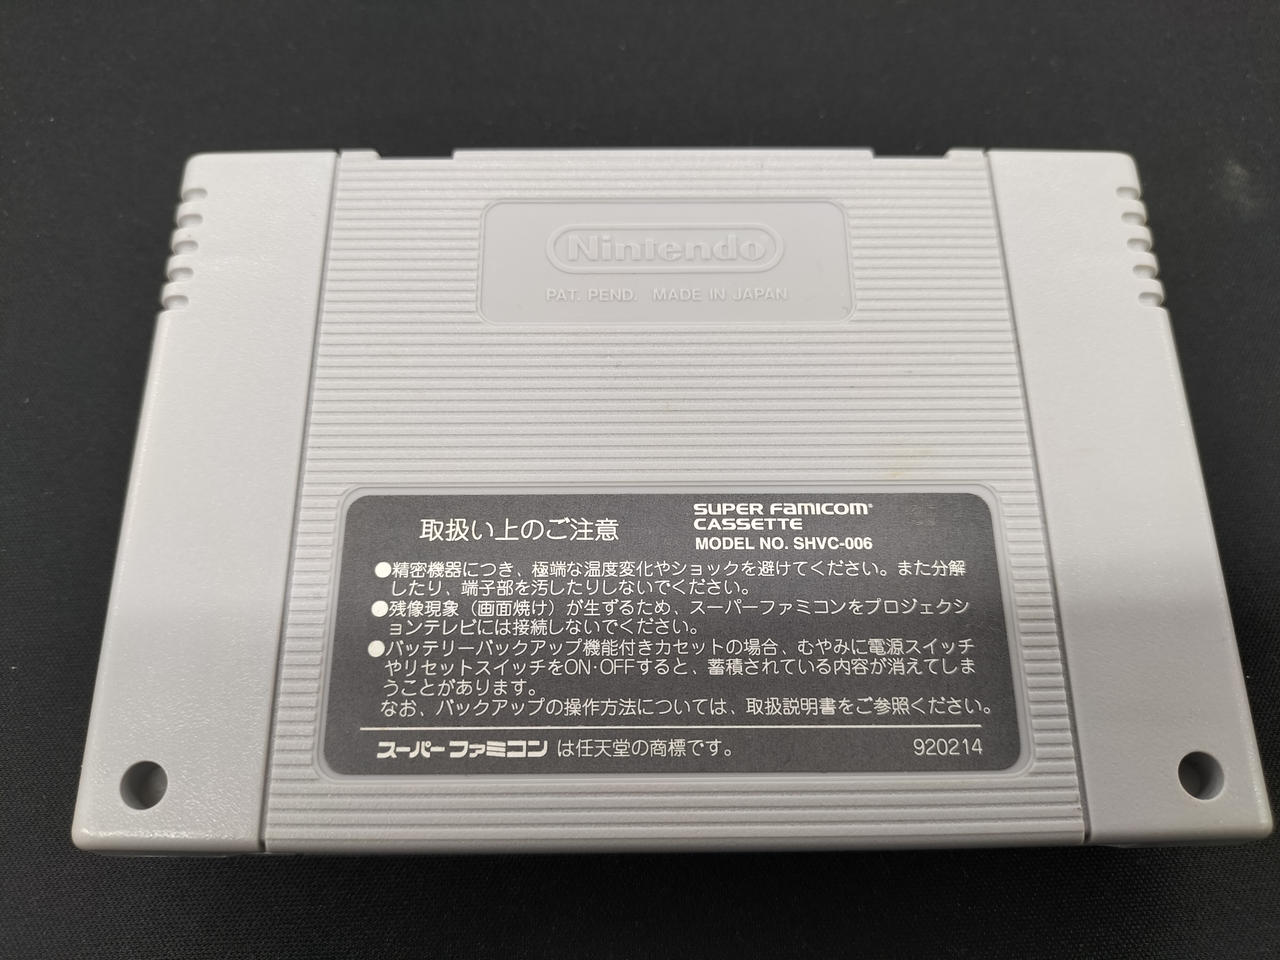 Nintendo
PAT. PEND. MADE IN JAPAN
取扱い上のご注意
SUPER FAMICOM®
CASSETTE
MODEL NO. SHVC-006
●精密機器につき、極端な温度変化やショックを避けてください。また分解
したり、端子部を汚したりしないでください。
●残像現象（画面焼け）が生ずるため、スーパーファミコンをプロジェクシ
ョンテレビには接続しないでください。
●バッテリーバックアップ機能付きカセットの場合、むやみに電源スイッチ
やリセットスイッチをON·OFFすると、蓄積されている内容が消えてしま
うことがあります。
なお、バックアップの操作方法については、取扱説明書をご参照ください。
スーパーファミコン は任天堂の商標です。
920214